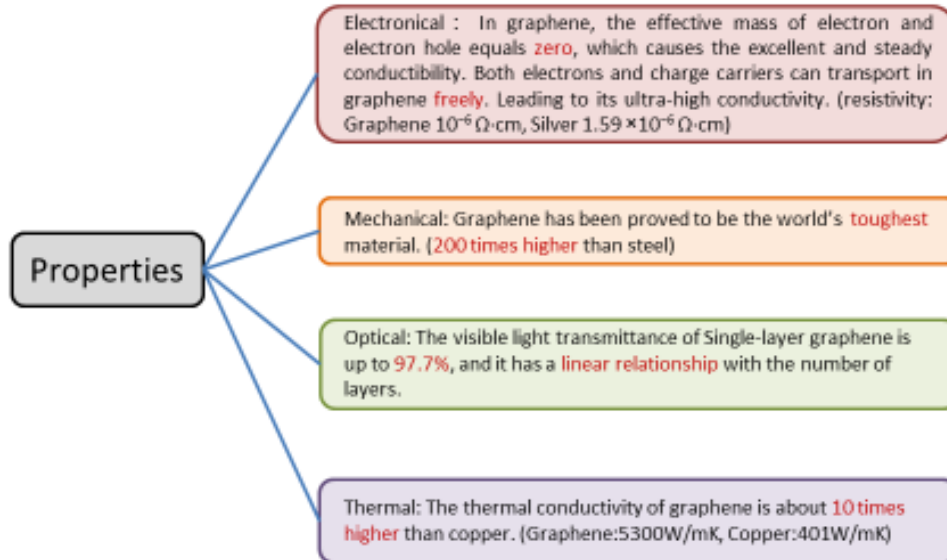 Properties
Electronical : In graphene, the effective mass of electron and
electron hole equals zero, which causes the excellent and steady
conductibility. Both electrons and charge carriers can transport in
graphene freely. Leading to its ultra-high conductivity. (resistivity:
Graphene 10⁻⁶ Ω·cm, Silver 1.59 ×10⁻⁶ Ω·cm)
Mechanical: Graphene has been proved to be the world's toughest
material. (200 times higher than steel)
Optical: The visible light transmittance of Single-layer graphene is
up to 97.7%, and it has a linear relationship with the number of
layers.
Thermal: The thermal conductivity of graphene is about 10 times
higher than copper. (Graphene:5300W/mK, Copper:401W/mK)